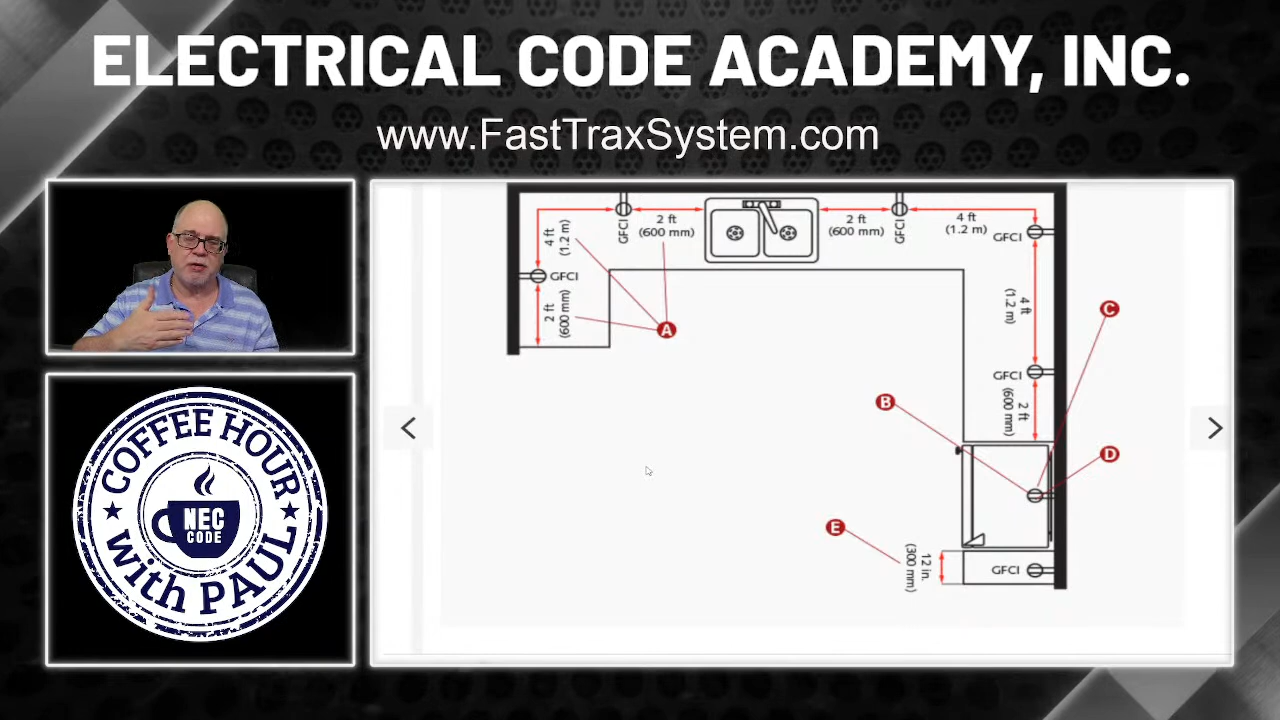 ELECTRICAL CODE ACADEMY, INC.
www.FastTraxSystem.com
COFFEE HOUR
NEC
CODE
with PAUL
4 ft
(1.2 m)
GFCI
2 ft
(600 mm)
2 ft
(600 mm)
GFCI
4 ft
(1.2 m)
GFCI
GFCI
2 ft
(600 mm)
A
4 ft
(1.2 m)
C
GFCI
2 ft
(600 mm)
B
D
E
12 in.
(300 mm)
GFCI